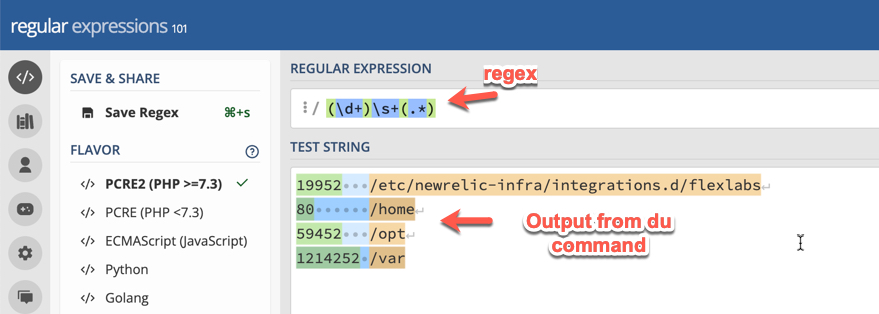 regular expressions 101
SAVE & SHARE
Save Regex ⌘+s
FLAVOR
PCRE2 (PHP >=7.3)
PCRE (PHP <7.3)
ECMAScript (JavaScript)
Python
Golang
REGULAR EXPRESSION
regex
/ (\d+)\s+(.*)
TEST STRING
19952···/etc/newrelic-infra/integrations.d/flexlabs↵
80······/home↵
59452···/opt↵
1214252·/var
Output from du
command